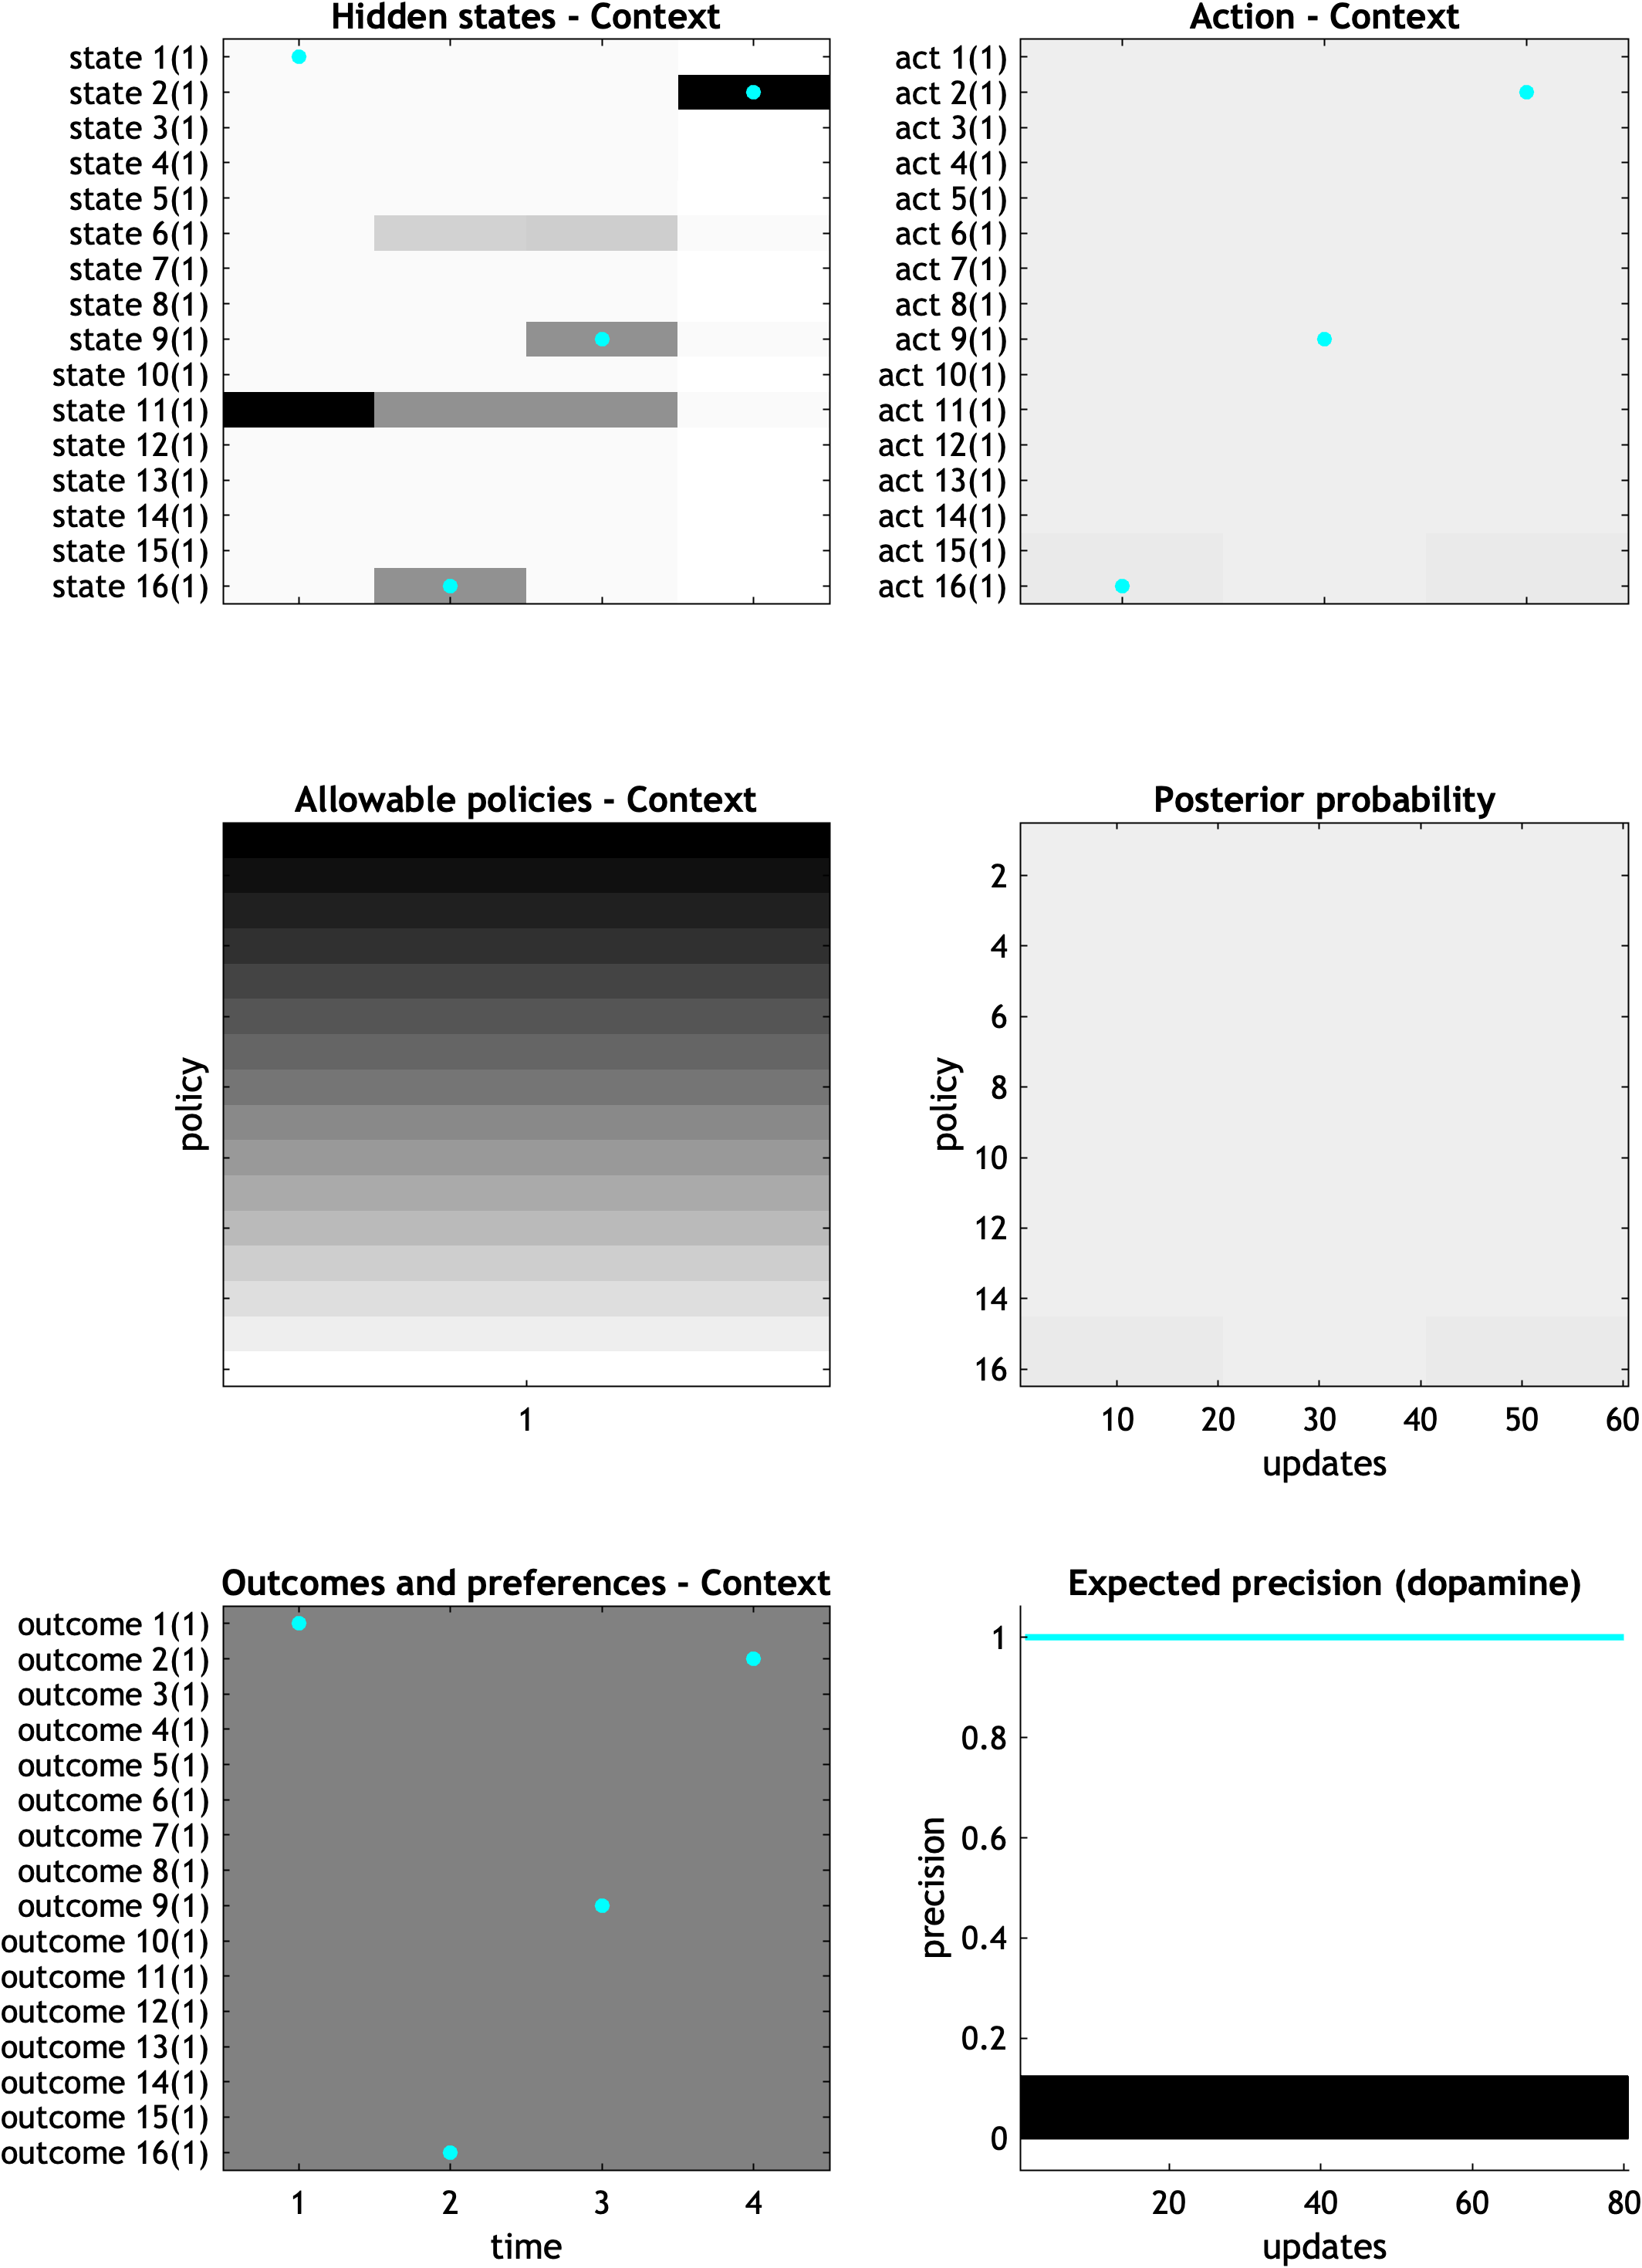 Hidden states - Context
state 1(1)
state 2(1)
state 3(1)
state 4(1)
state 5(1)
state 6(1)
state 7(1)
state 8(1)
state 9(1)
state 10(1)
state 11(1)
state 12(1)
state 13(1)
state 14(1)
state 15(1)
state 16(1)
Action - Context
act 1(1)
act 2(1)
act 3(1)
act 4(1)
act 5(1)
act 6(1)
act 7(1)
act 8(1)
act 9(1)
act 10(1)
act 11(1)
act 12(1)
act 13(1)
act 14(1)
act 15(1)
act 16(1)
Allowable policies - Context
policy
1
Posterior probability
policy
2
4
6
8
10
12
14
16
10 20 30 40 50 60
updates
Outcomes and preferences - Context
outcome 1(1)
outcome 2(1)
outcome 3(1)
outcome 4(1)
outcome 5(1)
outcome 6(1)
outcome 7(1)
outcome 8(1)
outcome 9(1)
outcome 10(1)
outcome 11(1)
outcome 12(1)
outcome 13(1)
outcome 14(1)
outcome 15(1)
outcome 16(1)
1 2 3 4
time
Expected precision (dopamine)
precision
1
0.8
0.6
0.4
0.2
0
20 40 60 80
updates